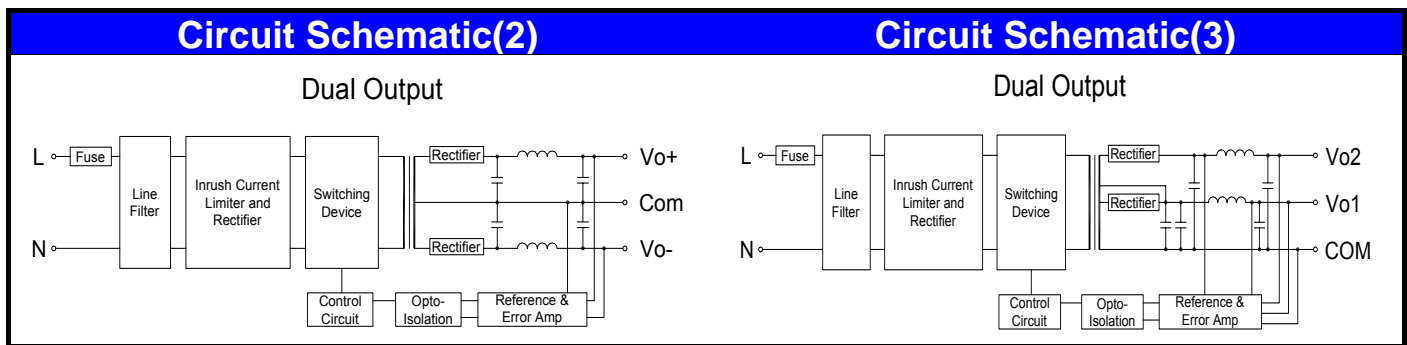 Circuit Schematic(2)
Circuit Schematic(3)
Dual Output
L
Fuse
Line
Filter
Inrush Current
Limiter and
Rectifier
Switching
Device
Rectifier
Vo+
Com
Rectifier
Vo-
N
Control
Circuit
Opto-
Isolation
Reference &
Error Amp
Dual Output
L
Fuse
Line
Filter
Inrush Current
Limiter and
Rectifier
Switching
Device
Rectifier
Vo2
Rectifier
Vo1
N
COM
Control
Circuit
Opto-
Isolation
Reference &
Error Amp